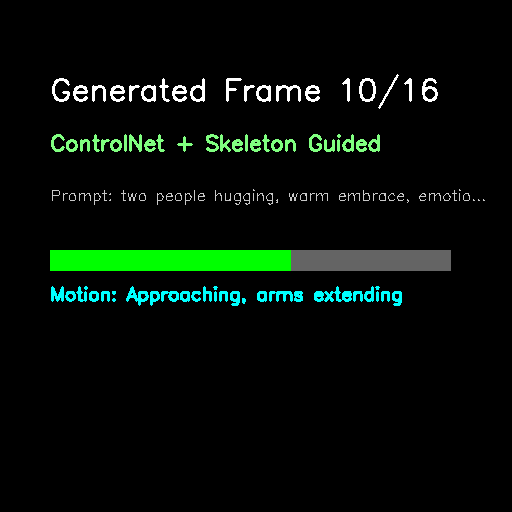 Generated Frame 10/16
ControlNet + Skeleton Guided
Prompt: two people hugging, warm embrace, emotio...
Motion: Approaching, arms extending